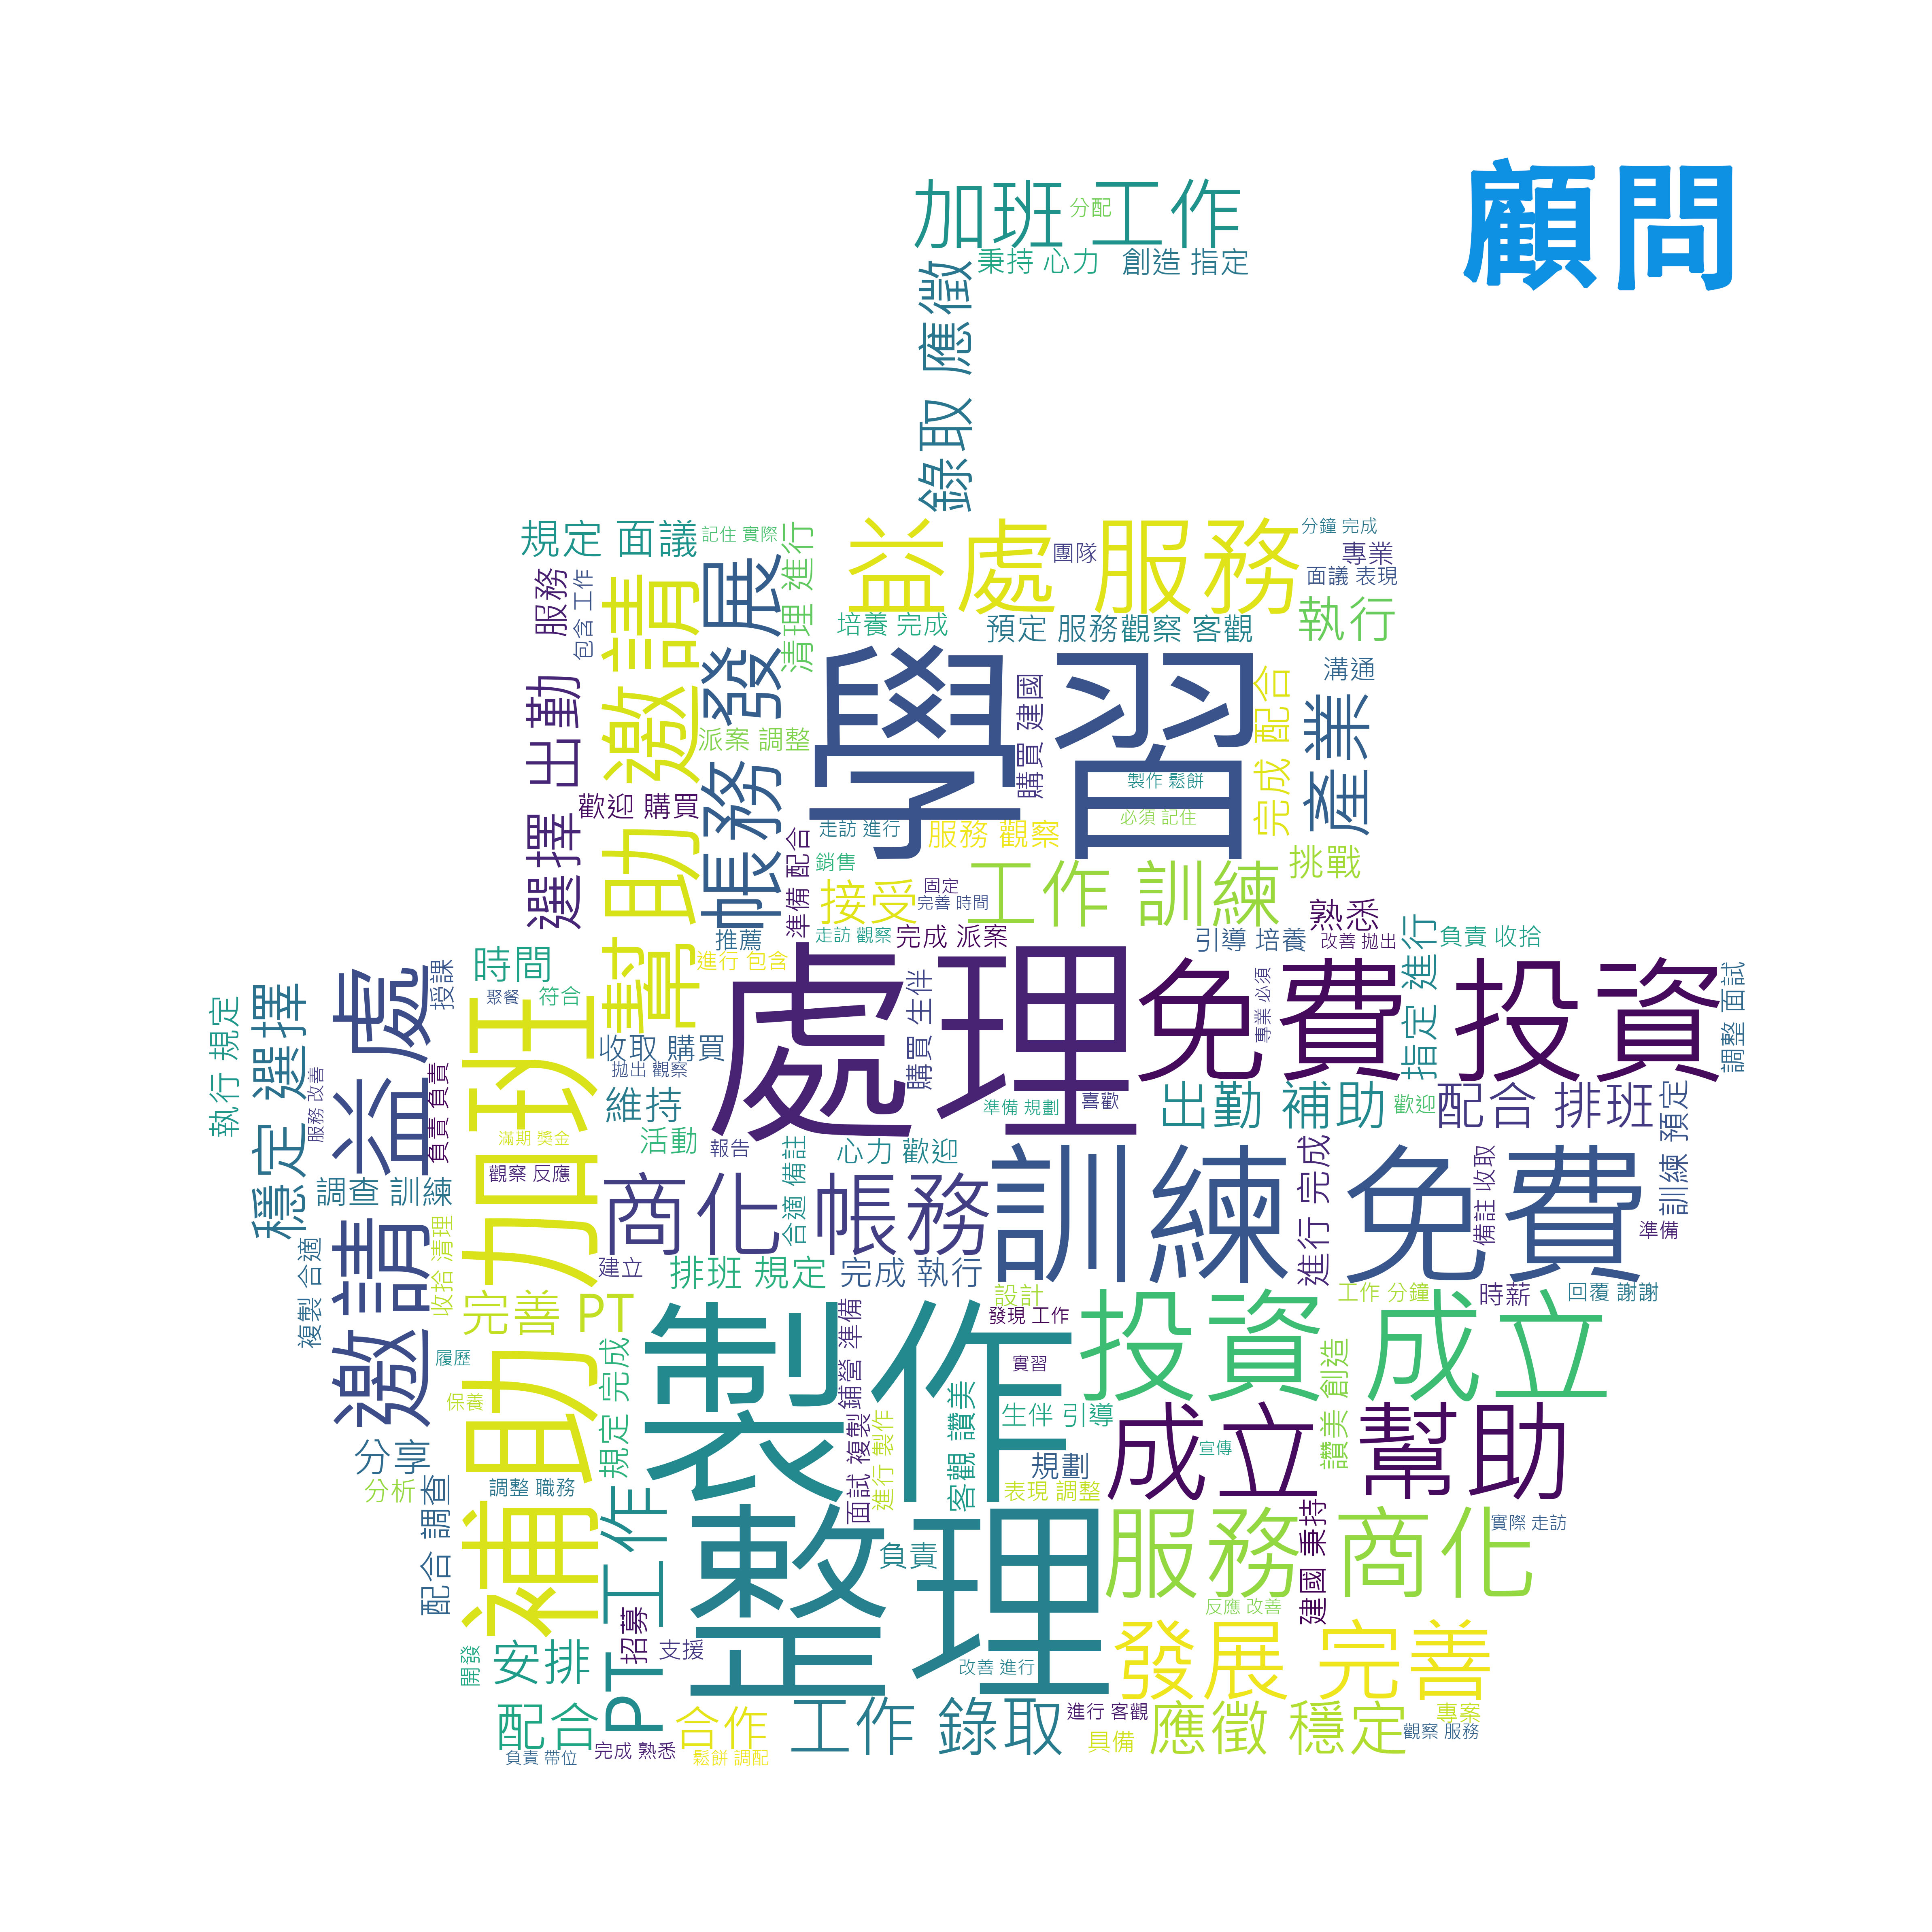 顧問
加班 工作
分配
秉持 心力
創造 指定
錄取 應徵
規定 面議
記住 實際
清理 進行
益處 服務
團隊
分鐘 完成
專業
面議 表現
服務
包含 工作
幫助 邀請
帳務 發展
培養 完成
預定 服務
觀察 客觀
執行
學習
購買 建國
完成 配合
溝通
產業
選擇 出勤
派案 調整
歡迎 購買
製作 鬆餅
必須 記住
準備 配合
走訪 進行
服務 觀察
銷售
接受
固定
完善 時間
工作 訓練
挑戰
熟悉
推薦
走訪 觀察
完成 派案
引導 培養
改善 拋出
指定 進行
負責 收拾
時間
進行 包含
授課
聚餐
符合
執行 規定
穩定 選擇
服務 改善
邀請 益處
負責 負責
補助 加班
收取 購買
拋出 觀察
處理
購買 生伴
免費 投資
專業 必須
調整 面試
維持
準備 規劃
喜歡
出勤 補助
歡迎
配合 排班
訓練 預定
滿期 獎金
活動
報告
合適 備註
心力 歡迎
觀察 反應
調查 訓練
商化 帳務
訓練 免費
進行 完成
備註 收取
準備
收拾 清理
複製 合適
建立
排班 規定
完成 執行
設計
發現 工作
工作 分鐘
時薪
回覆 謝謝
完善 PT
履歷
保養
規定 完成
製作
鋪營 準備
實習
投資 成立
創造
分享
分析
調整 職務
配合 調查
PT 工作
面試 複製
進行 製作
客觀 讚美
生伴 引導
規劃
表現 調整
成立 幫助
宣傳
讚美
整理
負責
服務 商化
建國 秉持
實際 走訪
反應 改善
開發
安排
招募
支援
改善 進行
發展 完善
配合
負責 帶位
完成 熟悉
合作
鬆餅 調配
工作 錄取
進行 客觀
具備
應徵 穩定
專案
觀察 服務